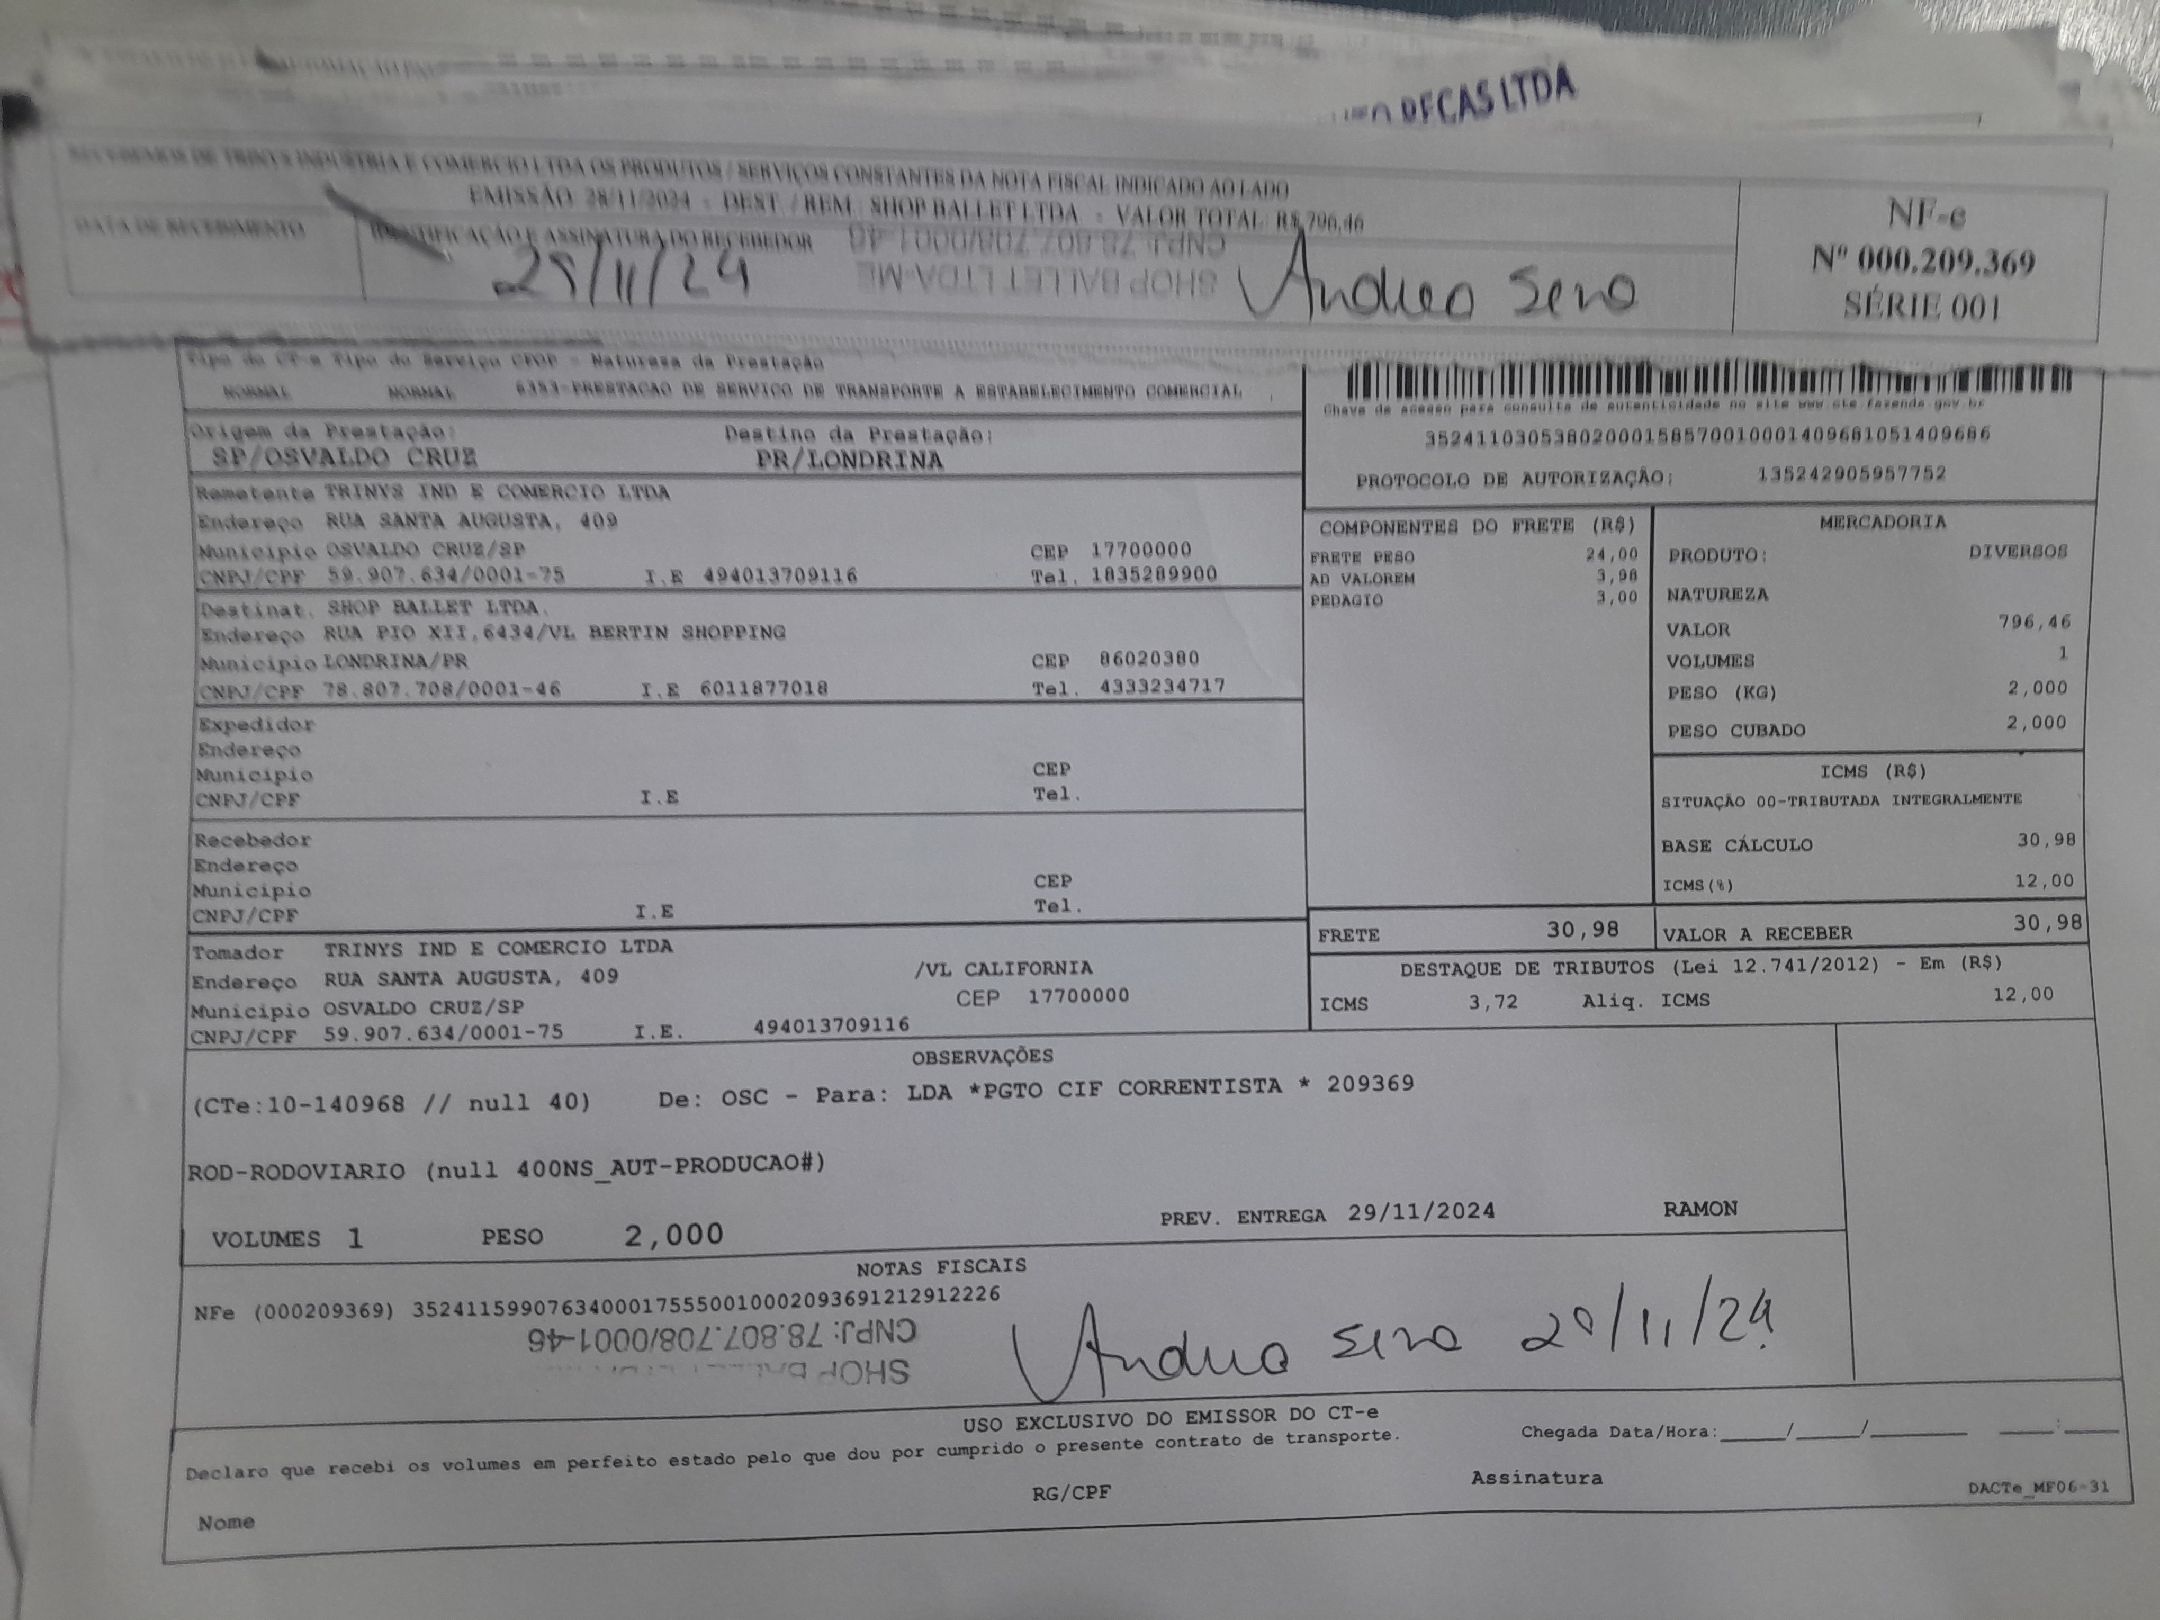 PECAS LTDA
RECEBEMOS DE TRINYS INDUSTRIA E COMERCIO LTDA OS PRODUTOS / SERVIÇOS CONSTANTES DA NOTA FISCAL INDICADO AO LADO
EMISSÃO: 28/11/2024 - DEST. / REM.: SHOP BALLET LTDA - VALOR TOTAL: R$ 796,46
DATA DE RECEBIMENTO
IDENTIFICAÇÃO E ASSINATURA DO RECEBEDOR
CNPJ: 78.807.708/0001-46
SHOP BALLET LTDA-ME
29/11/24
NF-e
Nº 000.209.369
SÉRIE 001
Tipo do CT-e Tipo do Serviço CFOP - Natureza da Prestação
NORMAL NORMAL 6353-PRESTACAO DE SERVICO DE TRANSPORTE A ESTABELECIMENTO COMERCIAL
Chave de acesso para consulta de autenticidade no site www.cte.fazenda.gov.br
35241103053802000158570010001409681051409686
PROTOCOLO DE AUTORIZAÇÃO: 135242905957752
Origem da Prestação: Destino da Prestação:
SP/OSVALDO CRUZ PR/LONDRINA
Remetente TRINYS IND E COMERCIO LTDA
Endereço RUA SANTA AUGUSTA, 409
Municipio OSVALDO CRUZ/SP CEP 17700000
CNPJ/CPF 59.907.634/0001-75 I.E 494013709116 Tel. 1835289900
Destinat. SHOP BALLET LTDA.
Endereço RUA PIO XII,6434/VL BERTIN SHOPPING
Municipio LONDRINA/PR CEP 86020380
CNPJ/CPF 78.807.708/0001-46 I.E 6011877018 Tel. 4333234717
Expedidor
Endereço
Municipio CEP
CNPJ/CPF I.E Tel.
Recebedor
Endereço
Municipio CEP
CNPJ/CPF I.E Tel.
Tomador TRINYS IND E COMERCIO LTDA
Endereço RUA SANTA AUGUSTA, 409 /VL CALIFORNIA
Municipio OSVALDO CRUZ/SP CEP 17700000
CNPJ/CPF 59.907.634/0001-75 I.E. 494013709116
COMPONENTES DO FRETE (R$)
FRETE PESO 24,00
AD VALOREM 3,98
PEDAGIO 3,00
MERCADORIA
PRODUTO: DIVERSOS
NATUREZA
VALOR 796,46
VOLUMES 1
PESO (KG) 2,000
PESO CUBADO 2,000
ICMS (R$)
SITUAÇÃO 00-TRIBUTADA INTEGRALMENTE
BASE CÁLCULO 30,98
ICMS(%) 12,00
FRETE 30,98 VALOR A RECEBER 30,98
DESTAQUE DE TRIBUTOS (Lei 12.741/2012) - Em (R$)
ICMS 3,72 Aliq. ICMS 12,00
OBSERVAÇÕES
(CTe:10-140968 // null 40) De: OSC - Para: LDA *PGTO CIF CORRENTISTA * 209369
ROD-RODOVIARIO (null 400NS_AUT-PRODUCAO#)
VOLUMES 1 PESO 2,000 PREV. ENTREGA 29/11/2024 RAMON
NOTAS FISCAIS
NFe (000209369) 35241159907634000175550010002093691212912226
CNPJ: 78.807.708/0001-46
SHOP
USO EXCLUSIVO DO EMISSOR DO CT-e
Declaro que recebi os volumes em perfeito estado pelo que dou por cumprido o presente contrato de transporte. Chegada Data/Hora:____/____/______ ___:___
Nome RG/CPF Assinatura DACTe_MF06-31